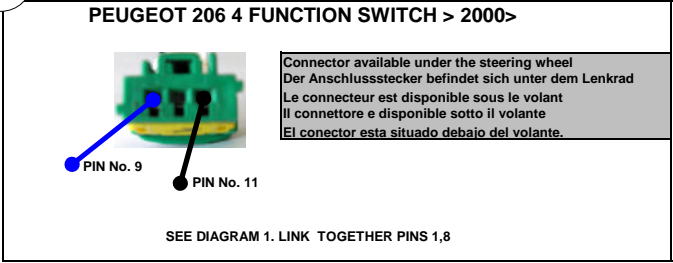 PEUGEOT 206 4 FUNCTION SWITCH > 2000>
Connector available under the steering wheel
Der Anschlussstecker befindet sich unter dem Lenkrad
Le connecteur est disponible sous le volant
Il connettore e disponible sotto il volante
El conector esta situado debajo del volante.
PIN No. 9
PIN No. 11
SEE DIAGRAM 1. LINK TOGETHER PINS 1,8